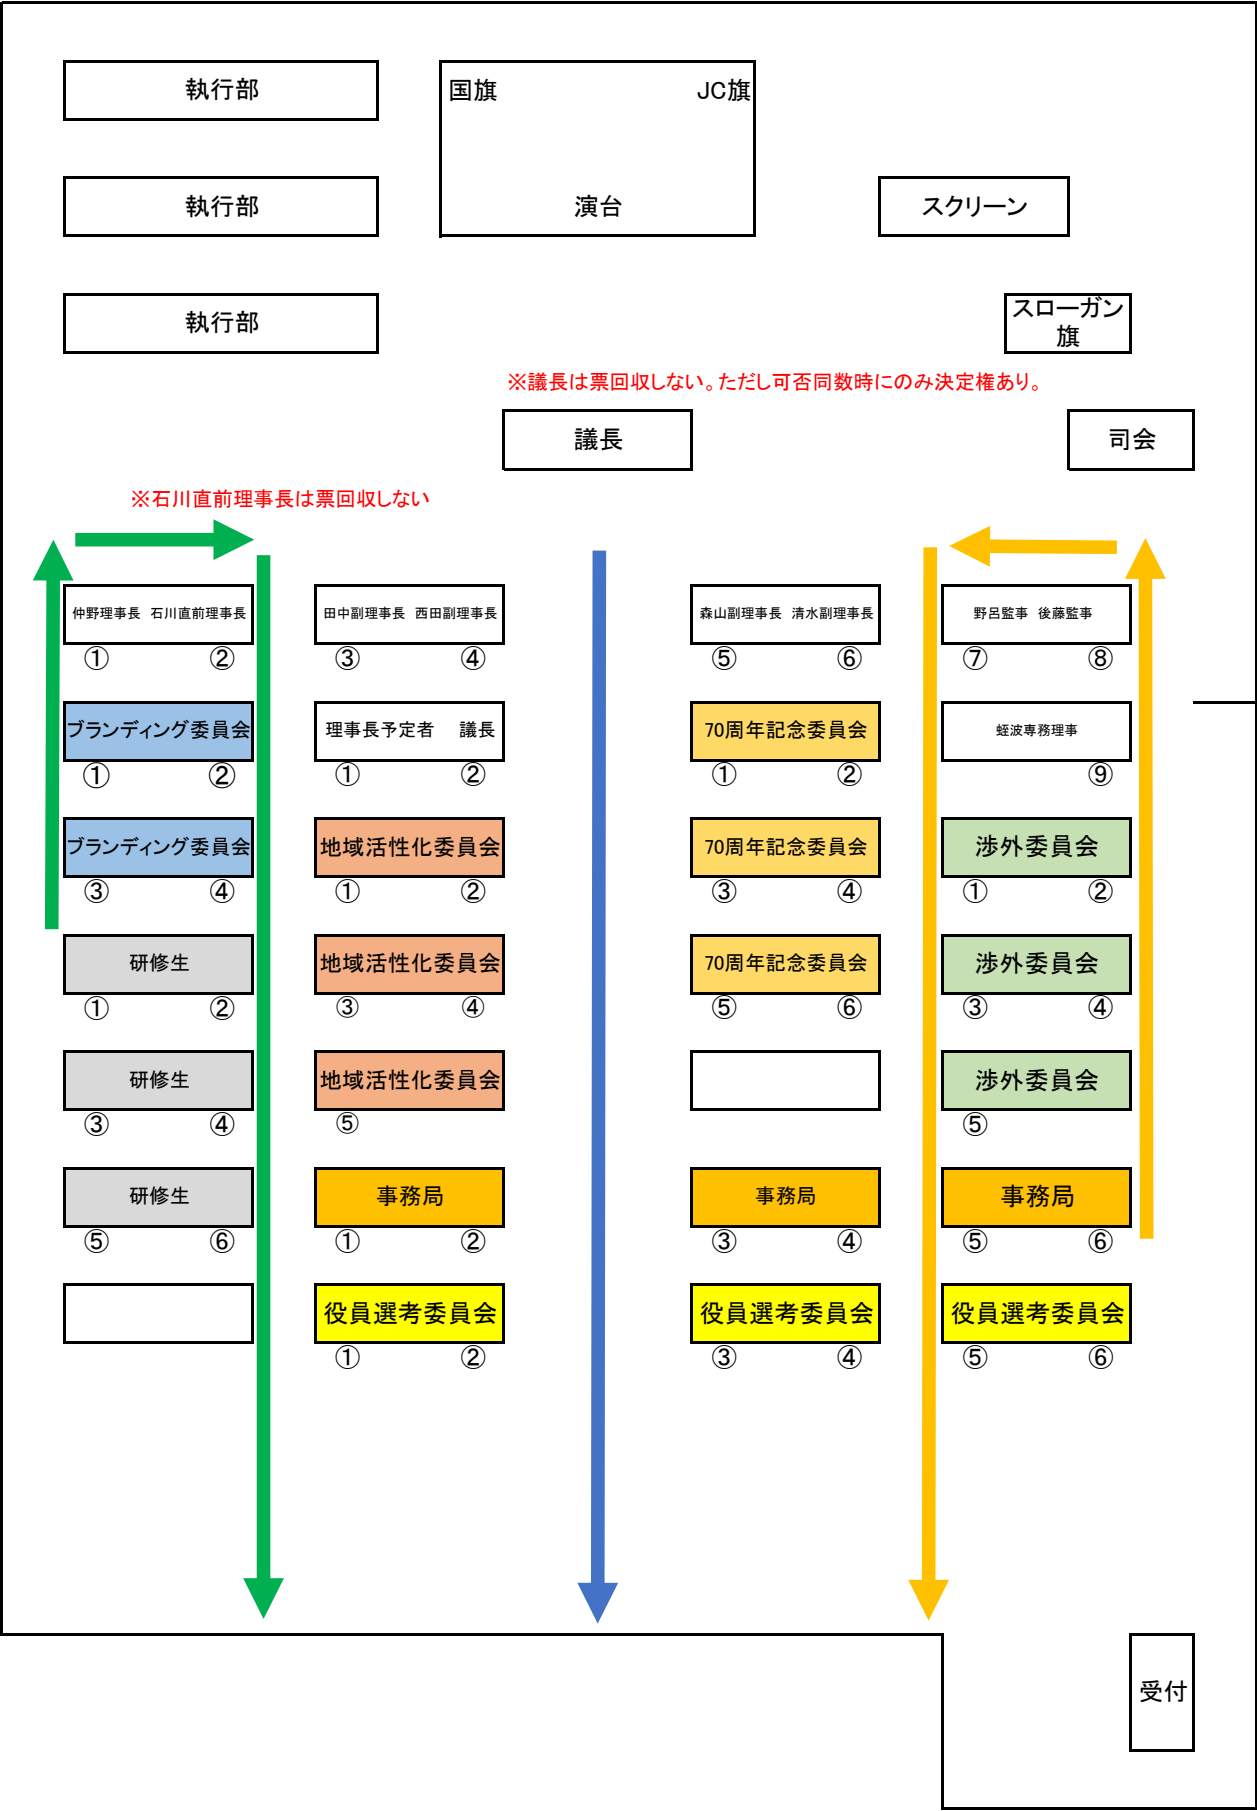 執行部
国旗 JC旗
執行部
演台
スクリーン
執行部
スローガン
旗
※議長は票回収しない。ただし可否同数時にのみ決定権あり。
議長
司会
※石川直前理事長は票回収しない
仲野理事長 石川直前理事長
田中副理事長 西田副理事長
森山副理事長 清水副理事長
野呂監事 後藤監事
① ② ③ ④ ⑤ ⑥ ⑦ ⑧
ブランディング委員会
理事長予定者 議長
70周年記念委員会
蛭波専務理事
① ② ① ② ① ② ⑨
ブランディング委員会
地域活性化委員会
70周年記念委員会
渉外委員会
③ ④ ① ② ③ ④ ① ②
研修生
地域活性化委員会
70周年記念委員会
渉外委員会
① ② ③ ④ ⑤ ⑥ ③ ④
研修生
地域活性化委員会
渉外委員会
③ ④ ⑤ ⑤
研修生
事務局
事務局
事務局
⑤ ⑥ ① ② ③ ④ ⑤ ⑥
役員選考委員会
役員選考委員会
役員選考委員会
① ② ③ ④ ⑤ ⑥
受付